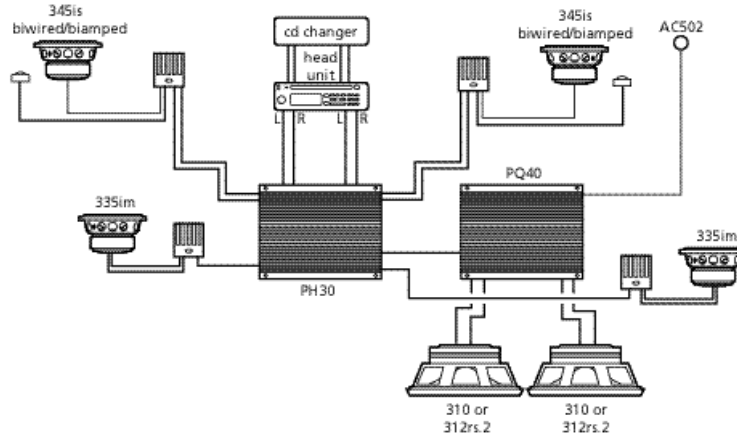 345is
biwired/biamped
cd changer
head
unit
L R L R
345is
biwired/biamped
AC502
PQ40
335im
PH30
335im
310 or
312rs.2
310 or
312rs.2